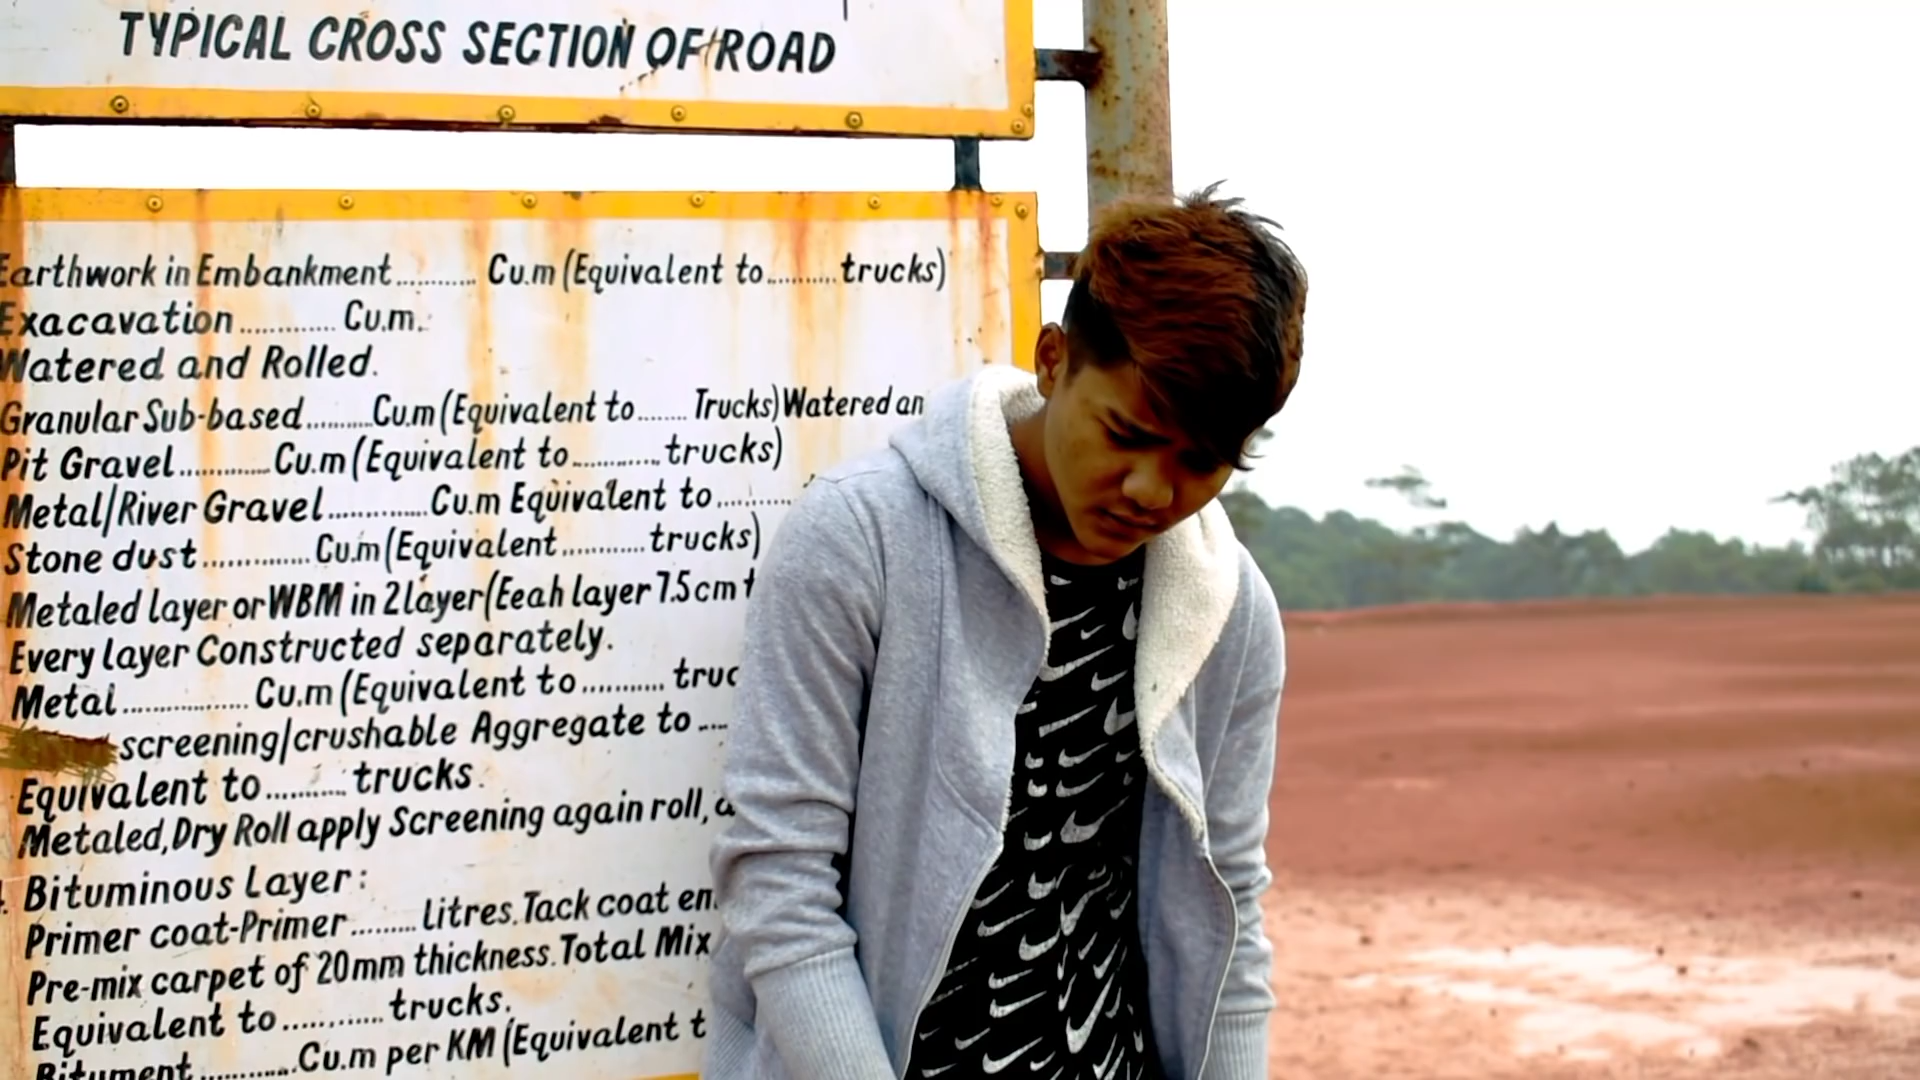 TYPICAL CROSS SECTION OF ROAD
Earthwork in Embankment........... Cu.m (Equivalent to.......... trucks)
Exacavation............. Cu.m.
Watered and Rolled.
Granular Sub-based..........Cu.m (Equivalent to....... Trucks) Watered an
Pit Gravel..............Cu.m (Equivalent to............ trucks)
Metal/River Gravel...............Cu.m Equivalent to...........
Stone dust................Cu.m (Equivalent............ trucks)
Metaled layer or WBM in 2 layer (Eeah layer 7.5cm t
Every layer Constructed separately.
Metal................. Cu.m (Equivalent to........... truc
screening/crushable Aggregate to ....
Equivalent to.......... trucks.
Metaled, Dry Roll apply Screening again roll, a
Bituminous Layer:
Primer coat-Primer......... Litres. Tack coat em
Pre-mix carpet of 20mm thickness. Total Mix
Equivalent to............. trucks.
Bitument............Cu.m per KM (Equivalent t